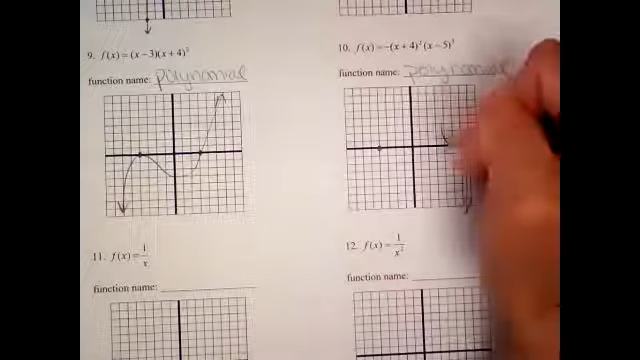 9. f(x) = (x − 3)(x + 4)²
function name: polynomial
10. f(x) = −(x + 4)²(x − 5)³
function name: polynomial
11. f(x) = 1/x
function name:
12. f(x) = 1/x²
function name: